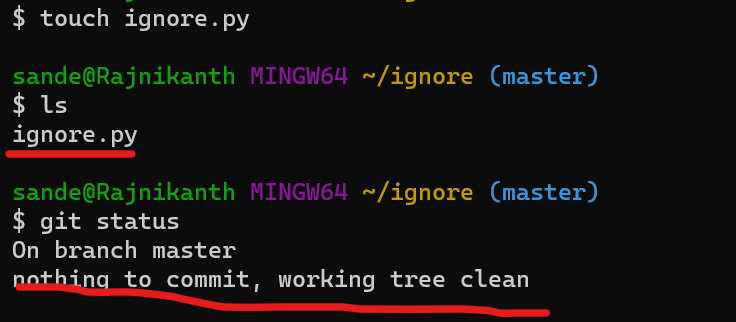 $ touch ignore.py
sande@Rajnikanth MINGW64 ~/ignore (master)
$ ls
ignore.py
sande@Rajnikanth MINGW64 ~/ignore (master)
$ git status
On branch master
nothing to commit, working tree clean